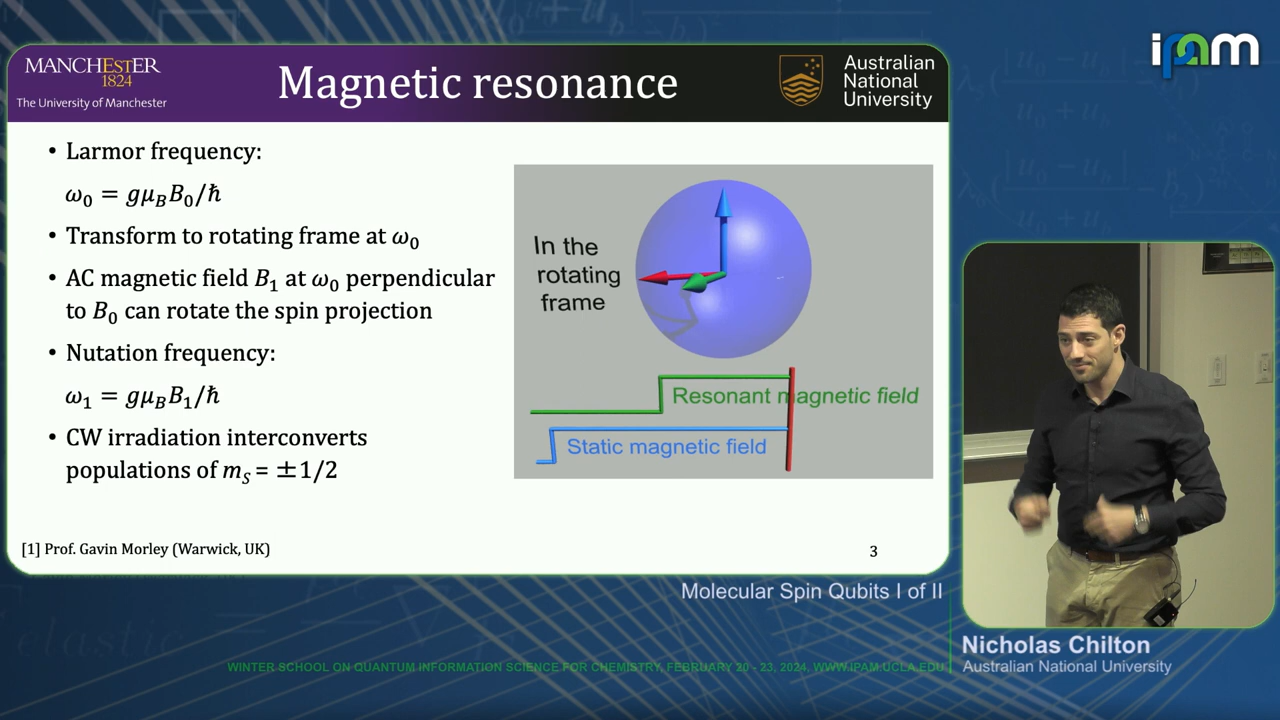 ipam
MANCHESTER
1824
The University of Manchester
Magnetic resonance
Australian
National
University
• Larmor frequency:
ω₀ = gμ_B B₀/ħ
• Transform to rotating frame at ω₀
• AC magnetic field B₁ at ω₀ perpendicular
to B₀ can rotate the spin projection
• Nutation frequency:
ω₁ = gμ_B B₁/ħ
• CW irradiation interconverts
populations of m_S = ±1/2
In the
rotating
frame
Resonant magnetic field
Static magnetic field
[1] Prof. Gavin Morley (Warwick, UK)
3
Molecular Spin Qubits I of II
Nicholas Chilton
Australian National University
WINTER SCHOOL ON QUANTUM INFORMATION SCIENCE FOR CHEMISTRY, FEBRUARY 20 - 23, 2024, WWW.IPAM.UCLA.EDU
elastic